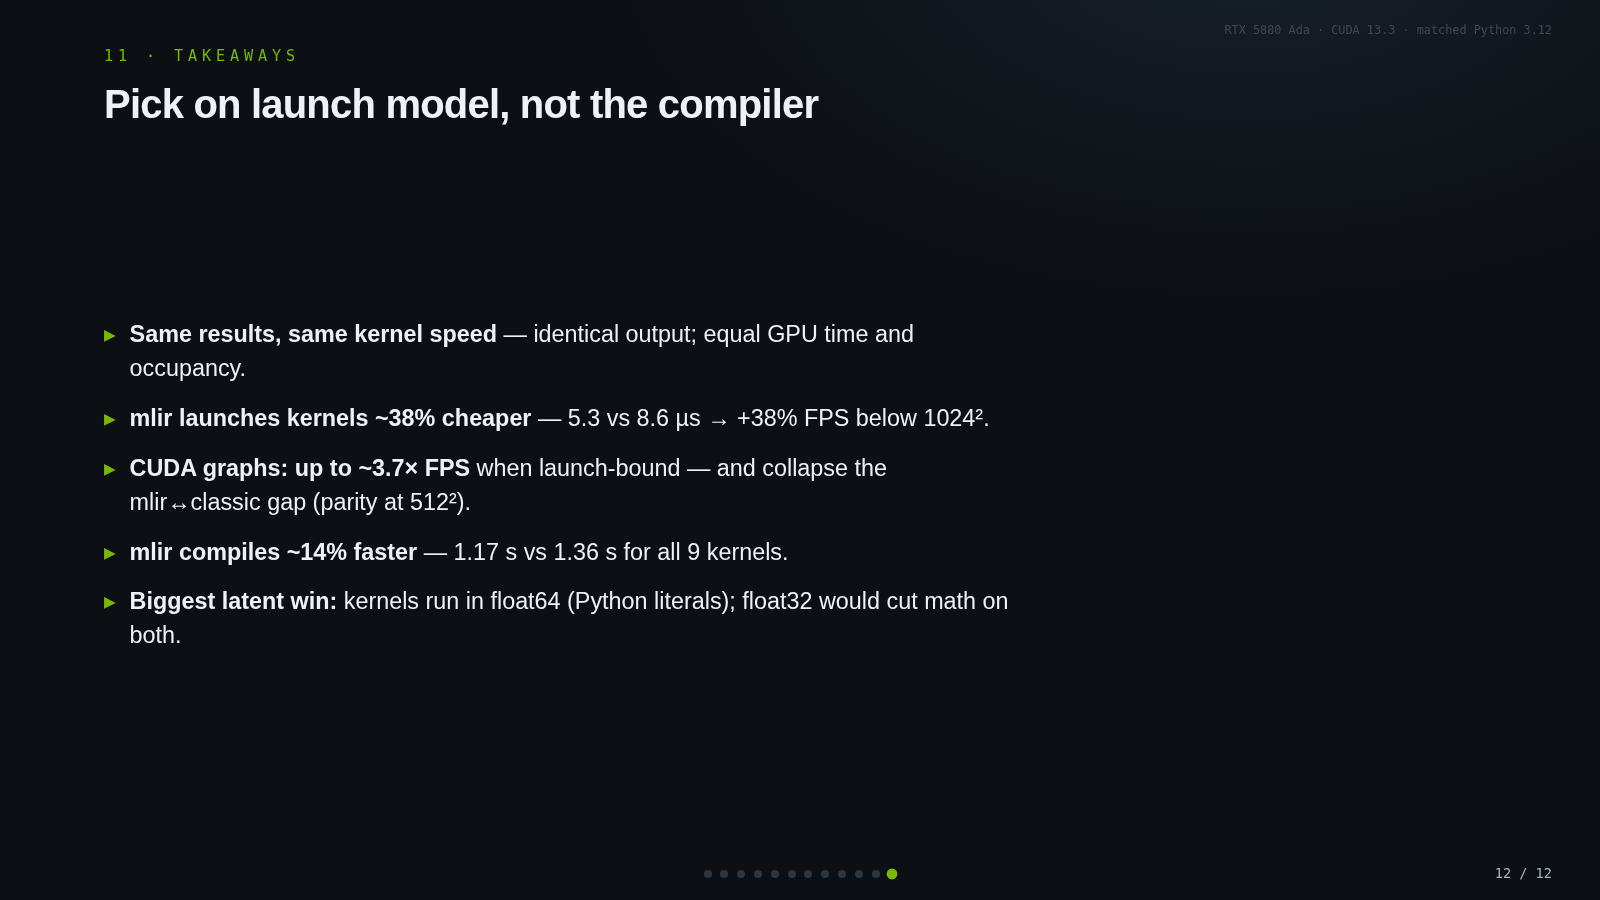 RTX 5880 Ada · CUDA 13.3 · matched Python 3.12
11 · TAKEAWAYS
Pick on launch model, not the compiler
▶ Same results, same kernel speed — identical output; equal GPU time and
occupancy.
▶ mlir launches kernels ~38% cheaper — 5.3 vs 8.6 µs → +38% FPS below 1024².
▶ CUDA graphs: up to ~3.7× FPS when launch-bound — and collapse the
mlir↔classic gap (parity at 512²).
▶ mlir compiles ~14% faster — 1.17 s vs 1.36 s for all 9 kernels.
▶ Biggest latent win: kernels run in float64 (Python literals); float32 would cut math on
both.
12 / 12